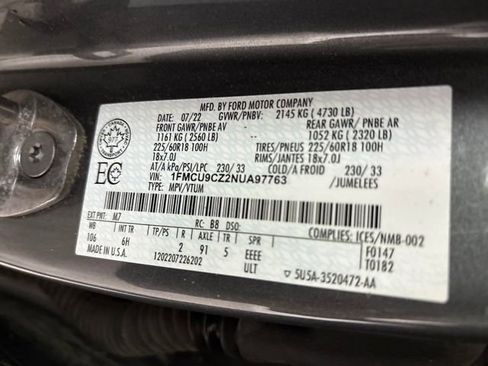 MFD. BY FORD MOTOR COMPANY
DATE: 07/22 GVWR/PNBV: 2145 KG ( 4730 LB)
FRONT GAWR/PNBE AV REAR GAWR/ PNBE AR
1161 KG ( 2560 LB) 1052 KG ( 2320 LB)
225/60R18 100H TIRES/PNEUS 225/60R18 100H
18x7.0J RIMS/JANTES 18x7.0J
AT/A kPa/PSI/LPC 230/ 33 COLD/A FROID 230/ 33
VIN: 1FMCU9CZ2NUA97763 /JUMELEES
TYPE: MPV/VTUM
EXT PNT: M7 RC: B8 DSO:
WB TP/PS R AXLE TR SPR CONFORMS TO: ICES/NMB-002
106 6H 2 91 5 EEEE F0147
MADE IN U.S.A. ULT T0182
1202207226202 5U5A-3520472-AA